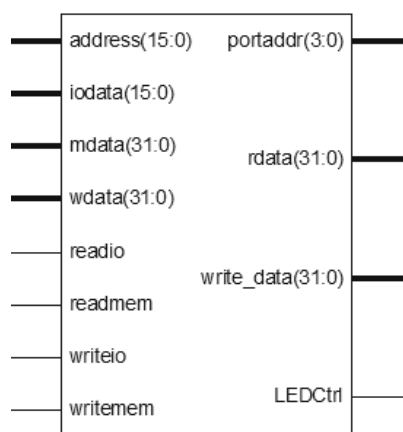 address(15:0)
portaddr(3:0)
iodata(15:0)
mdata(31:0)
rdata(31:0)
wdata(31:0)
readio
write_data(31:0)
readmem
writeio
LEDCtrl
writemem